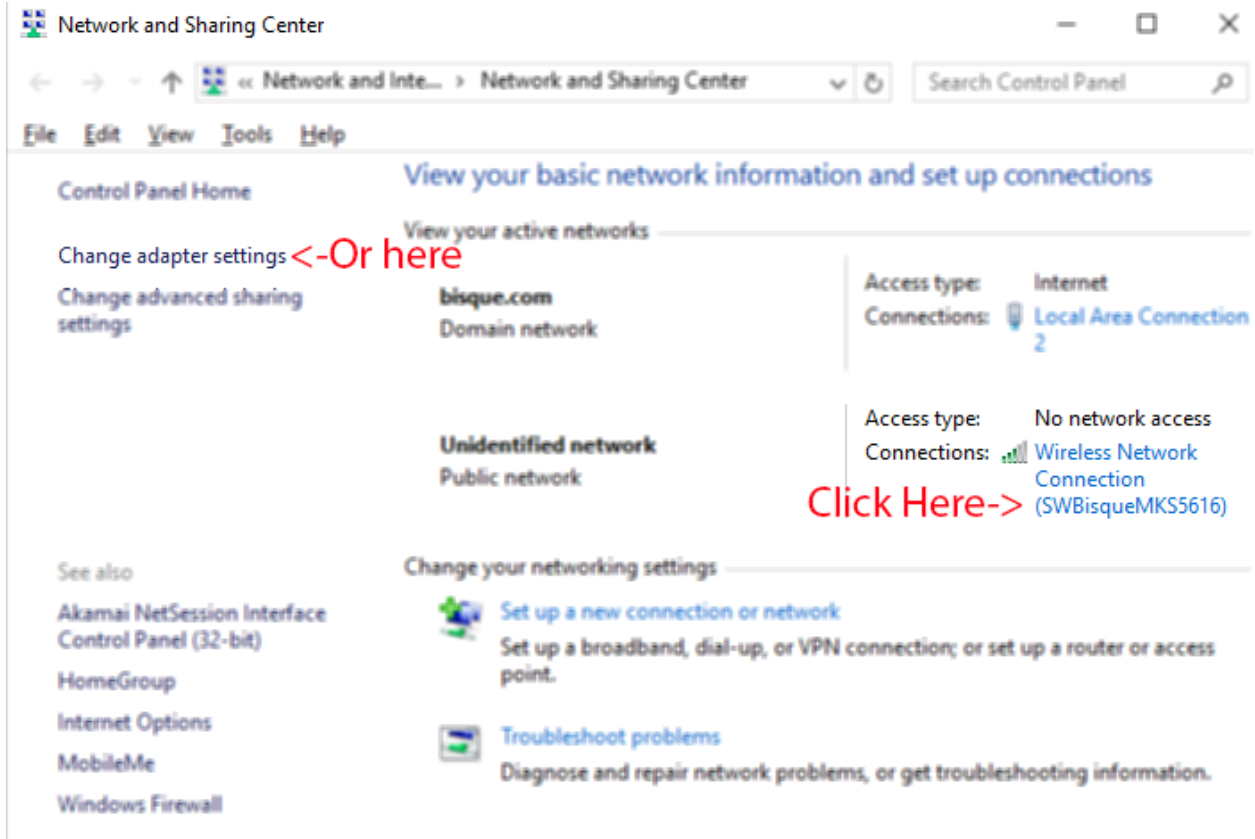 Network and Sharing Center
« Network and Inte... › Network and Sharing Center
Search Control Panel
File Edit View Tools Help
Control Panel Home
Change adapter settings <-Or here
Change advanced sharing
settings
View your basic network information and set up connections
View your active networks
bisque.com
Domain network
Access type: Internet
Connections: Local Area Connection
2
Unidentified network
Public network
Access type: No network access
Connections: Wireless Network
Connection
Click Here-> (SWBisqueMKS5616)
Change your networking settings
Set up a new connection or network
Set up a broadband, dial-up, or VPN connection; or set up a router or access
point.
Troubleshoot problems
Diagnose and repair network problems, or get troubleshooting information.
See also
Akamai NetSession Interface
Control Panel (32-bit)
HomeGroup
Internet Options
MobileMe
Windows Firewall